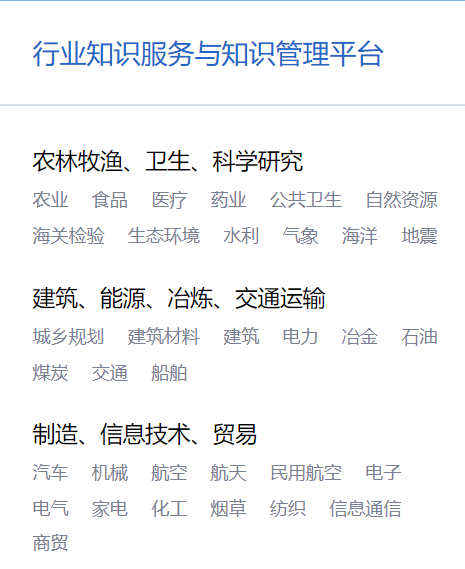 行业知识服务与知识管理平台
农林牧渔、卫生、科学研究
农业 食品 医疗 药业 公共卫生 自然资源
海关检验 生态环境 水利 气象 海洋 地震
建筑、能源、冶炼、交通运输
城乡规划 建筑材料 建筑 电力 冶金 石油
煤炭 交通 船舶
制造、信息技术、贸易
汽车 机械 航空 航天 民用航空 电子
电气 家电 化工 烟草 纺织 信息通信
商贸